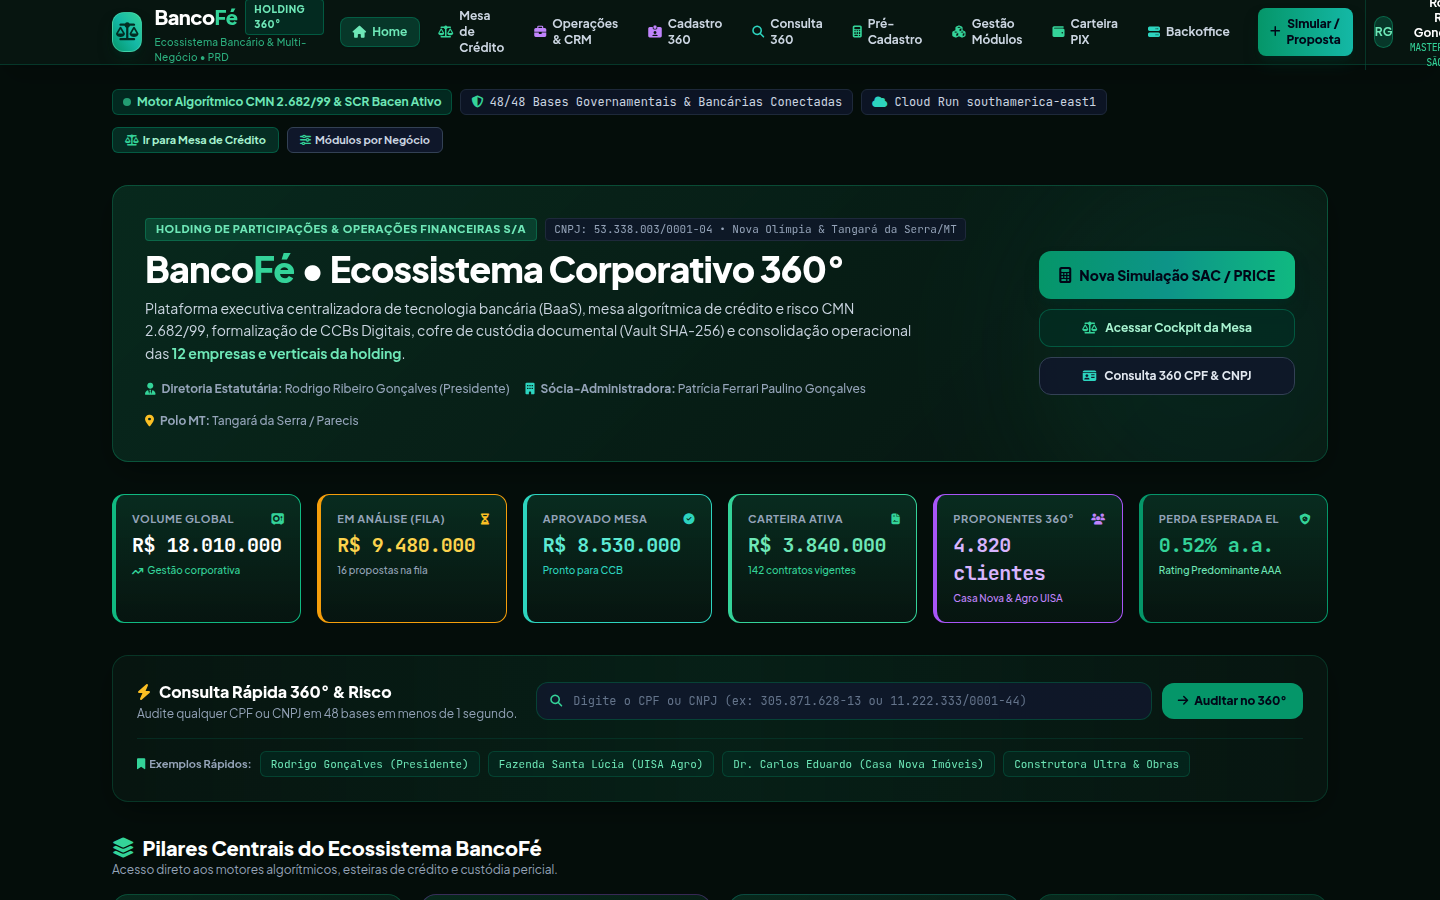 BancoFé
HOLDING
360°
Ecossistema Bancário & Multi-
Negócio • PRD
Home
Mesa
de
Crédito
Operações
& CRM
Cadastro
360
Consulta
360
Pré-
Cadastro
Gestão
Módulos
Carteira
PIX
Backoffice
Simular /
Proposta
RG
Motor Algorítmico CMN 2.682/99 & SCR Bacen Ativo
48/48 Bases Governamentais & Bancárias Conectadas
Cloud Run southamerica-east1
Ir para Mesa de Crédito
Módulos por Negócio
HOLDING DE PARTICIPAÇÕES & OPERAÇÕES FINANCEIRAS S/A
CNPJ: 53.338.003/0001-04 • Nova Olímpia & Tangará da Serra/MT
BancoFé • Ecossistema Corporativo 360°
Plataforma executiva centralizadora de tecnologia bancária (BaaS), mesa algorítmica de crédito e risco CMN
2.682/99, formalização de CCBs Digitais, cofre de custódia documental (Vault SHA-256) e consolidação operacional
das 12 empresas e verticais da holding.
Diretoria Estatutária: Rodrigo Ribeiro Gonçalves (Presidente)
Sócia-Administradora: Patrícia Ferrari Paulino Gonçalves
Polo MT: Tangará da Serra / Parecis
Nova Simulação SAC / PRICE
Acessar Cockpit da Mesa
Consulta 360 CPF & CNPJ
VOLUME GLOBAL
R$ 18.010.000
Gestão corporativa
EM ANÁLISE (FILA)
R$ 9.480.000
16 propostas na fila
APROVADO MESA
R$ 8.530.000
Pronto para CCB
CARTEIRA ATIVA
R$ 3.840.000
142 contratos vigentes
PROPONENTES 360°
4.820
clientes
Casa Nova & Agro UISA
PERDA ESPERADA EL
0.52% a.a.
Rating Predominante AAA
Consulta Rápida 360° & Risco
Audite qualquer CPF ou CNPJ em 48 bases em menos de 1 segundo.
Digite o CPF ou CNPJ (ex: 305.871.628-13 ou 11.222.333/0001-44)
Auditar no 360°
Exemplos Rápidos:
Rodrigo Gonçalves (Presidente)
Fazenda Santa Lúcia (UISA Agro)
Dr. Carlos Eduardo (Casa Nova Imóveis)
Construtora Ultra & Obras
Pilares Centrais do Ecossistema BancoFé
Acesso direto aos motores algorítmicos, esteiras de crédito e custódia pericial.